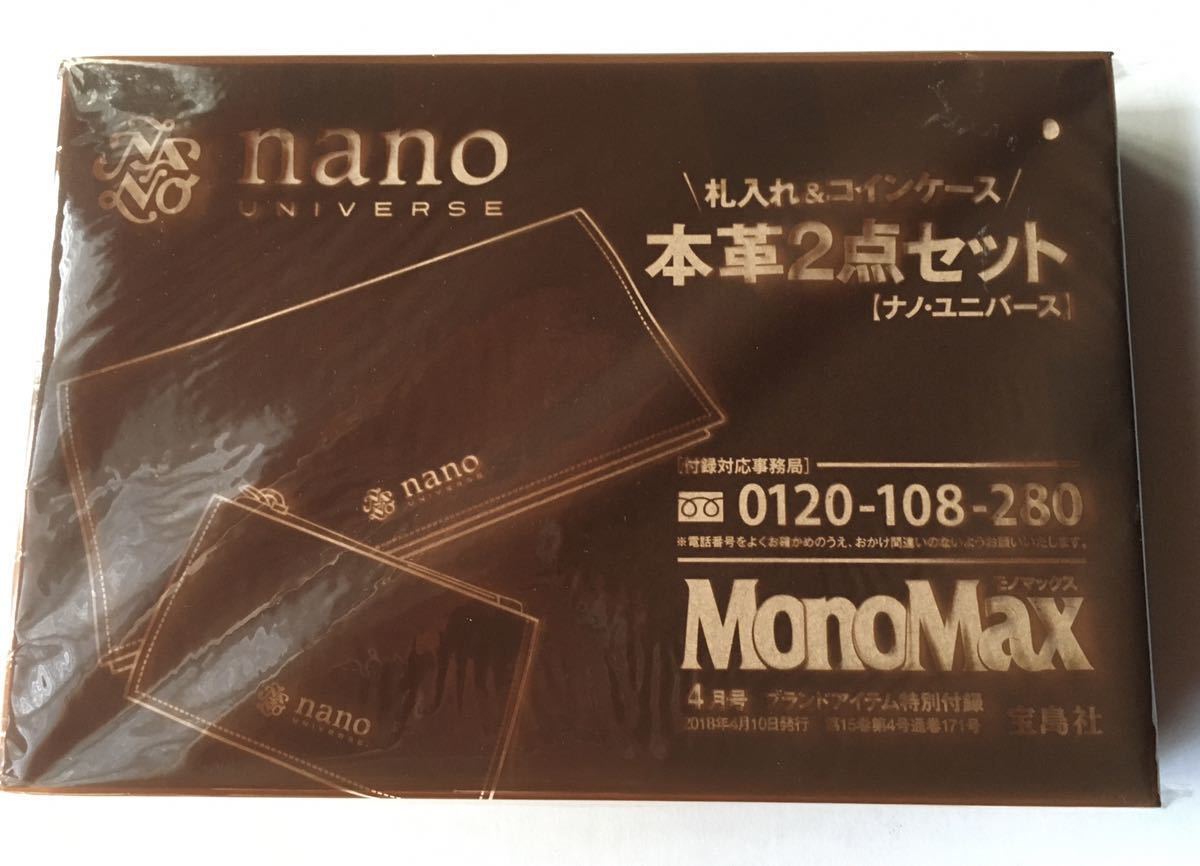 NANO
nano
UNIVERSE
\札入れ&コインケース/
本革2点セット
【ナノ・ユニバース】
nano
UNIVERSE
nano
UNIVERSE
[付録対応事務局]
0120-108-280
※電話番号をよくお確かめのうえ、おかけ間違いのないようお願いいたします。
モノマックス
MonoMax
4月号 ブランドアイテム特別付録
2018年4月10日発行 第15巻第4号通巻171号 宝島社